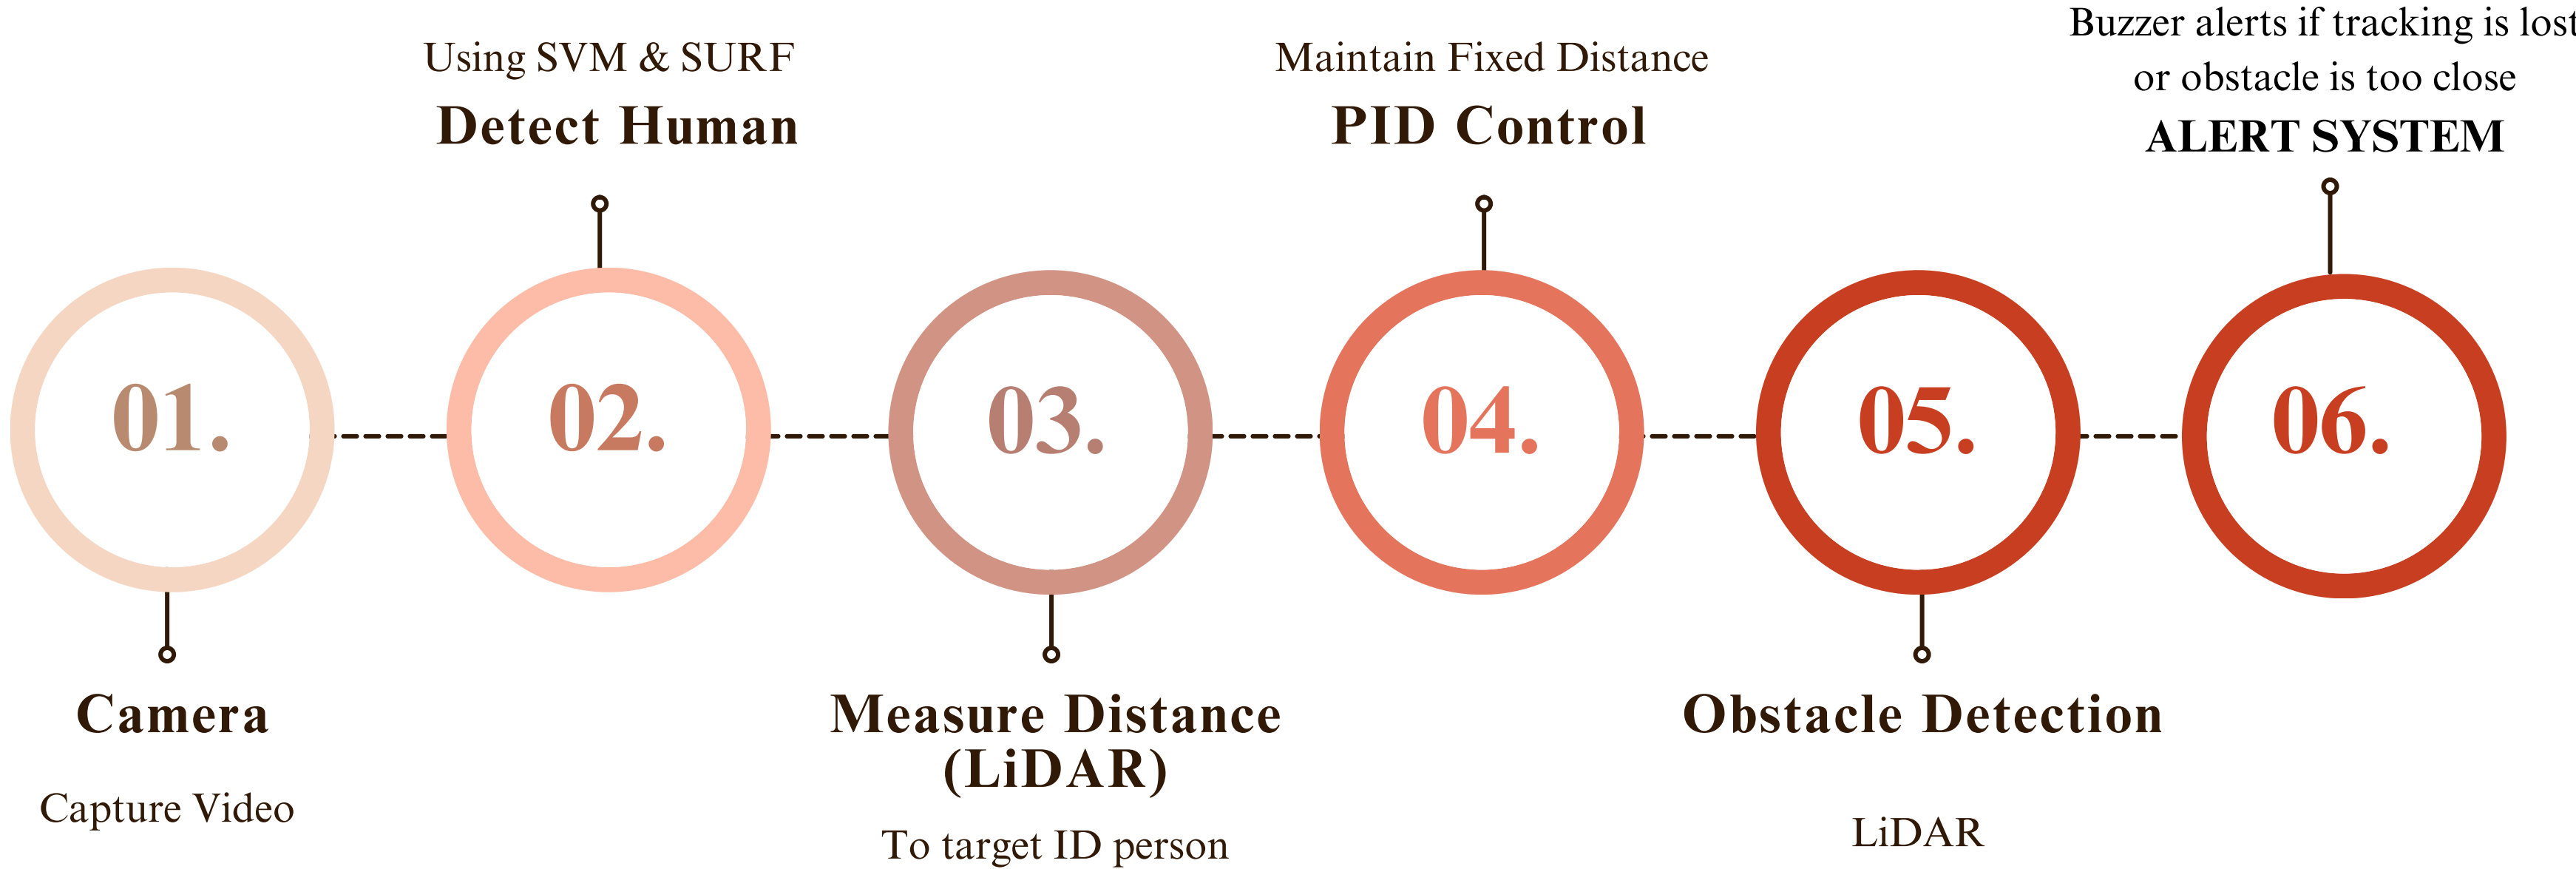 Using SVM & SURF
Detect Human
Maintain Fixed Distance
PID Control
Buzzer alerts if tracking is lost
or obstacle is too close
ALERT SYSTEM
01.
02.
03.
04.
05.
06.
Camera
Capture Video
Measure Distance
(LiDAR)
To target ID person
Obstacle Detection
LiDAR